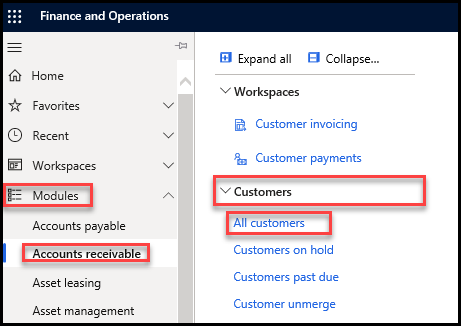 Finance and Operations
Home
Favorites
Recent
Workspaces
Modules
Accounts payable
Accounts receivable
Asset leasing
Asset management
Expand all
Collapse...
Workspaces
Customer invoicing
Customer payments
Customers
All customers
Customers on hold
Customers past due
Customer unmerge